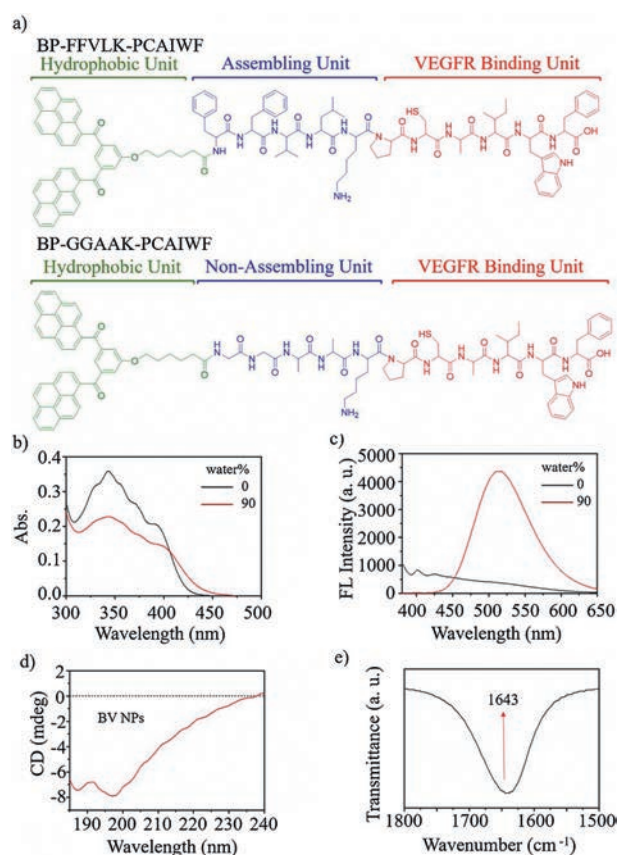 a)
BP-FFVLK-PCAIWF
Hydrophobic Unit Assembling Unit VEGFR Binding Unit
O O O O O O HS O O O
OH
O N H
NH₂
BP-GGAAK-PCAIWF
Hydrophobic Unit Non-Assembling Unit VEGFR Binding Unit
HS
OH
NH₂
b)
Abs.
0.4
0.3
0.2
0.1
0.0
water%
0
90
300 350 400 450 500
Wavelength (nm)
c)
FL Intensity (a. u.)
5000
4000
3000
2000
1000
0
water%
0
90
400 450 500 550 600 650
Wavelength (nm)
d)
CD (mdeg)
2
0
-2
-4
-6
-8
BV NPs
190 200 210 220 230 240
Wavelength (nm)
e)
Transmittance (a. u.)
1643
1800 1700 1600 1500
Wavenumber (cm⁻¹)